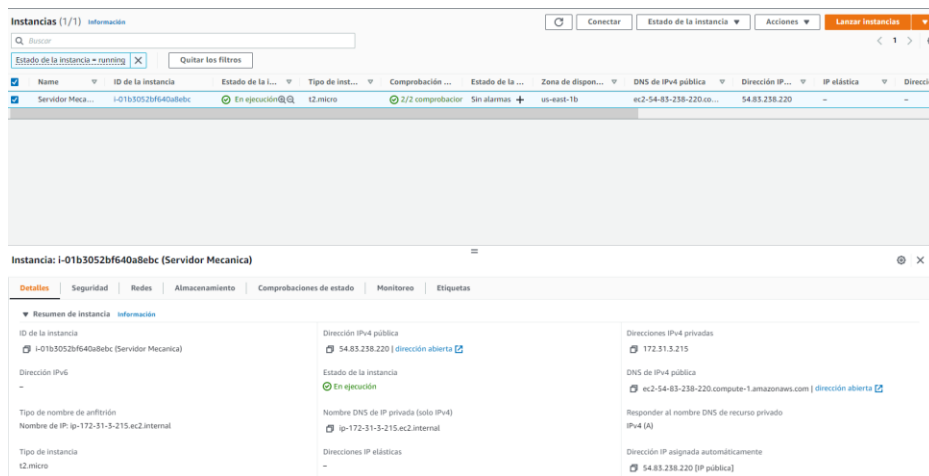 Instancias (1/1) Información
Conectar Estado de la instancia Acciones Lanzar instancias
Buscar
1
Estado de la instancia = running Quitar los filtros
Name ID de la instancia Estado de la i... Tipo de inst... Comprobación ... Estado de la ... Zona de dispon... DNS de IPv4 pública Dirección IP... IP elástica Direcci
Servidor Meca... i-01b3052bf640a8ebc En ejecución t2.micro 2/2 comprobacior Sin alarmas us-east-1b ec2-54-83-238-220.co... 54.83.238.220 – –
Instancia: i-01b3052bf640a8ebc (Servidor Mecanica)
Detalles Seguridad Redes Almacenamiento Comprobaciones de estado Monitoreo Etiquetas
Resumen de instancia Información
ID de la instancia Dirección IPv4 pública Direcciones IPv4 privadas
i-01b3052bf640a8ebc (Servidor Mecanica) 54.83.238.220 | dirección abierta 172.31.3.215
Dirección IPv6 Estado de la instancia DNS de IPv4 pública
– En ejecución ec2-54-83-238-220.compute-1.amazonaws.com | dirección abierta
Tipo de nombre de anfitrión Nombre DNS de IP privada (solo IPv4) Responder al nombre DNS de recurso privado
Nombre de IP: ip-172-31-3-215.ec2.internal ip-172-31-3-215.ec2.internal IPv4 (A)
Tipo de instancia Direcciones IP elásticas Dirección IP asignada automáticamente
t2.micro – 54.83.238.220 [IP pública]